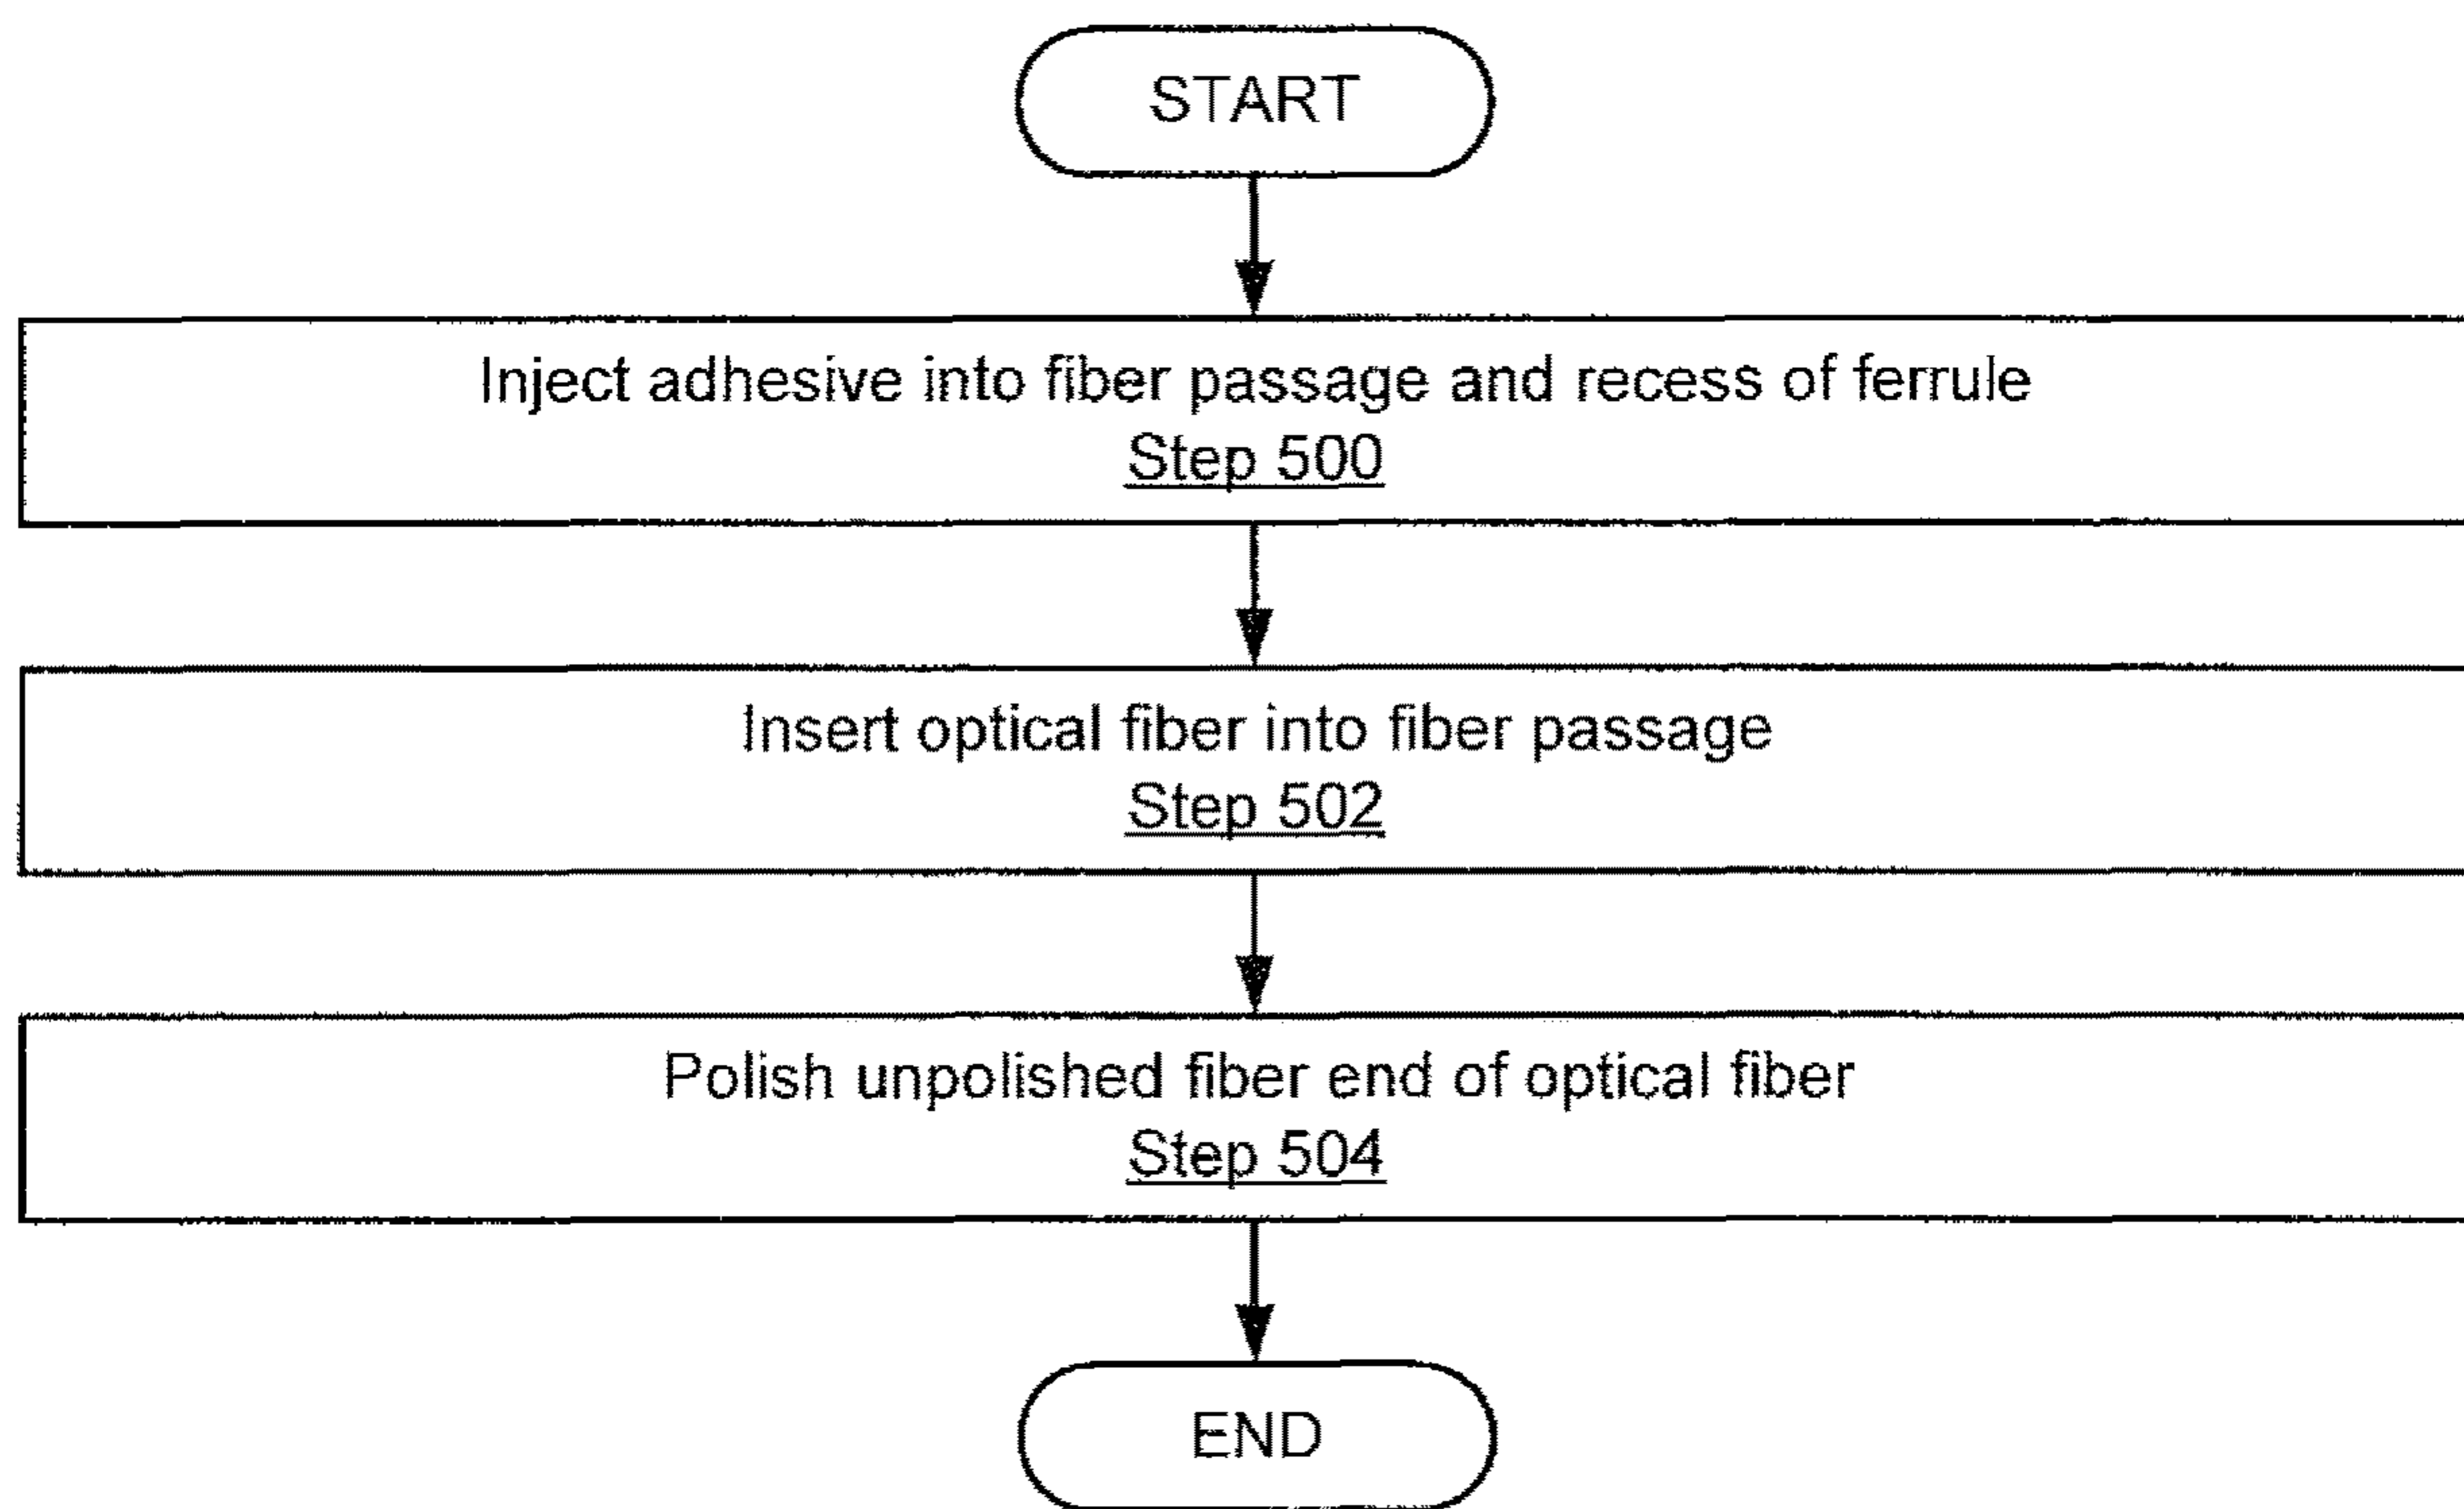 START
Inject adhesive into fiber passage and recess of ferrule
Step 500
Insert optical fiber into fiber passage
Step 502
Polish unpolished fiber end of optical fiber
Step 504
END